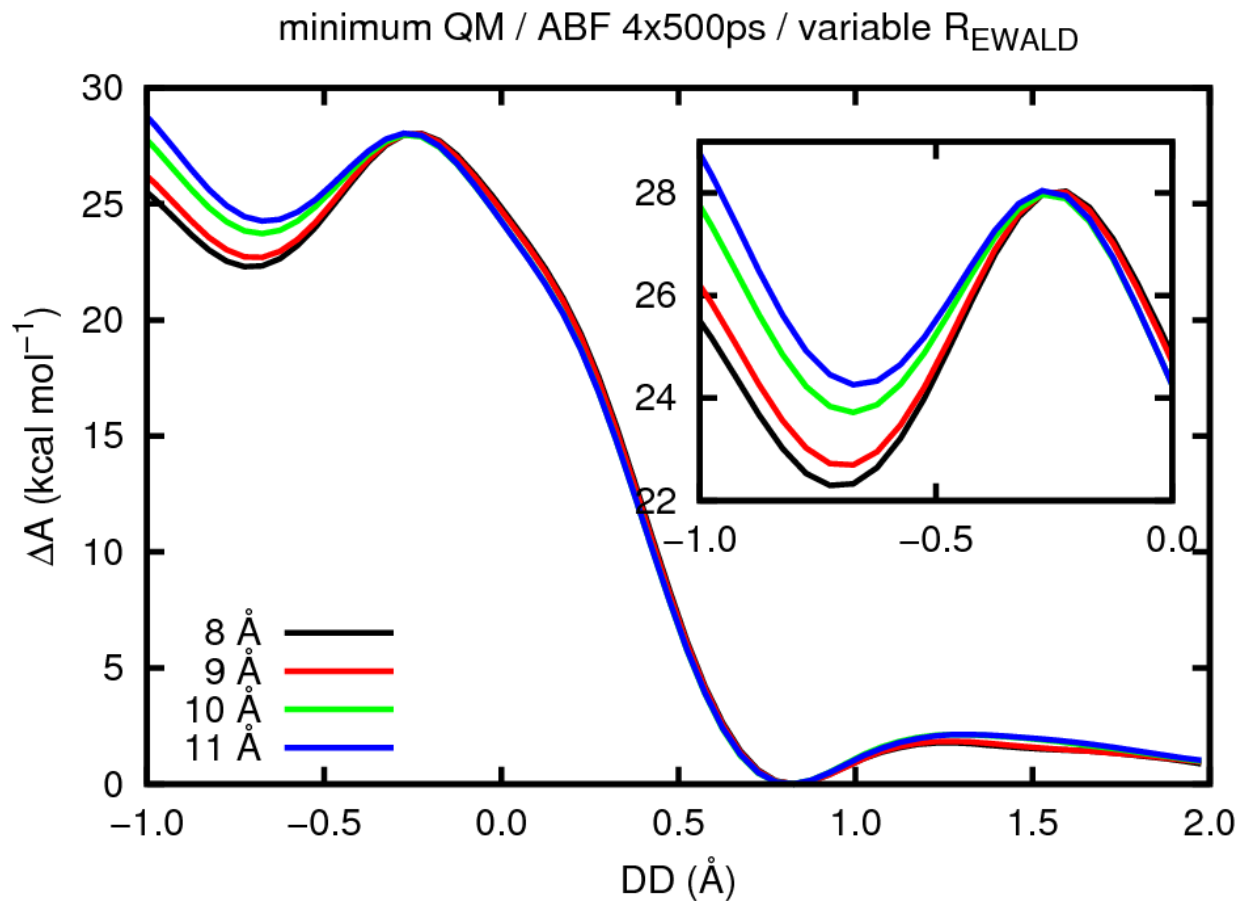 minimum QM / ABF 4x500ps / variable R_EWALD
ΔA (kcal mol⁻¹)
30
25
20
15
10
5
0
28
26
24
22
−1.0 −0.5 0.0
8 Å
9 Å
10 Å
11 Å
−1.0 −0.5 0.0 0.5 1.0 1.5 2.0
DD (Å)